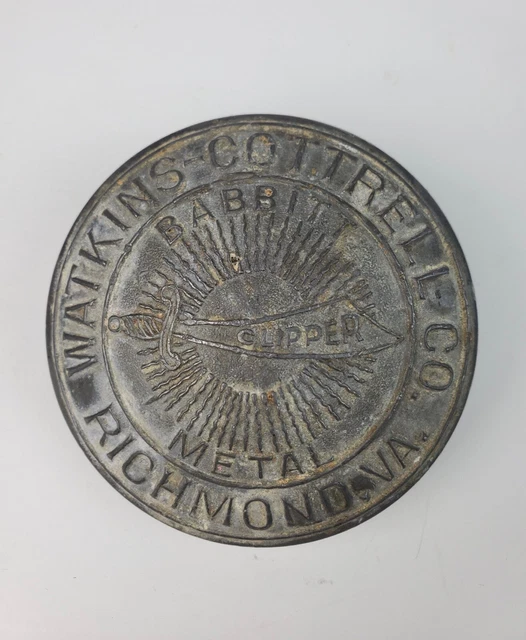 WATKINS-COTTRELL CO.
RICHMOND, VA.
BABBITT
CLIPPER
METAL